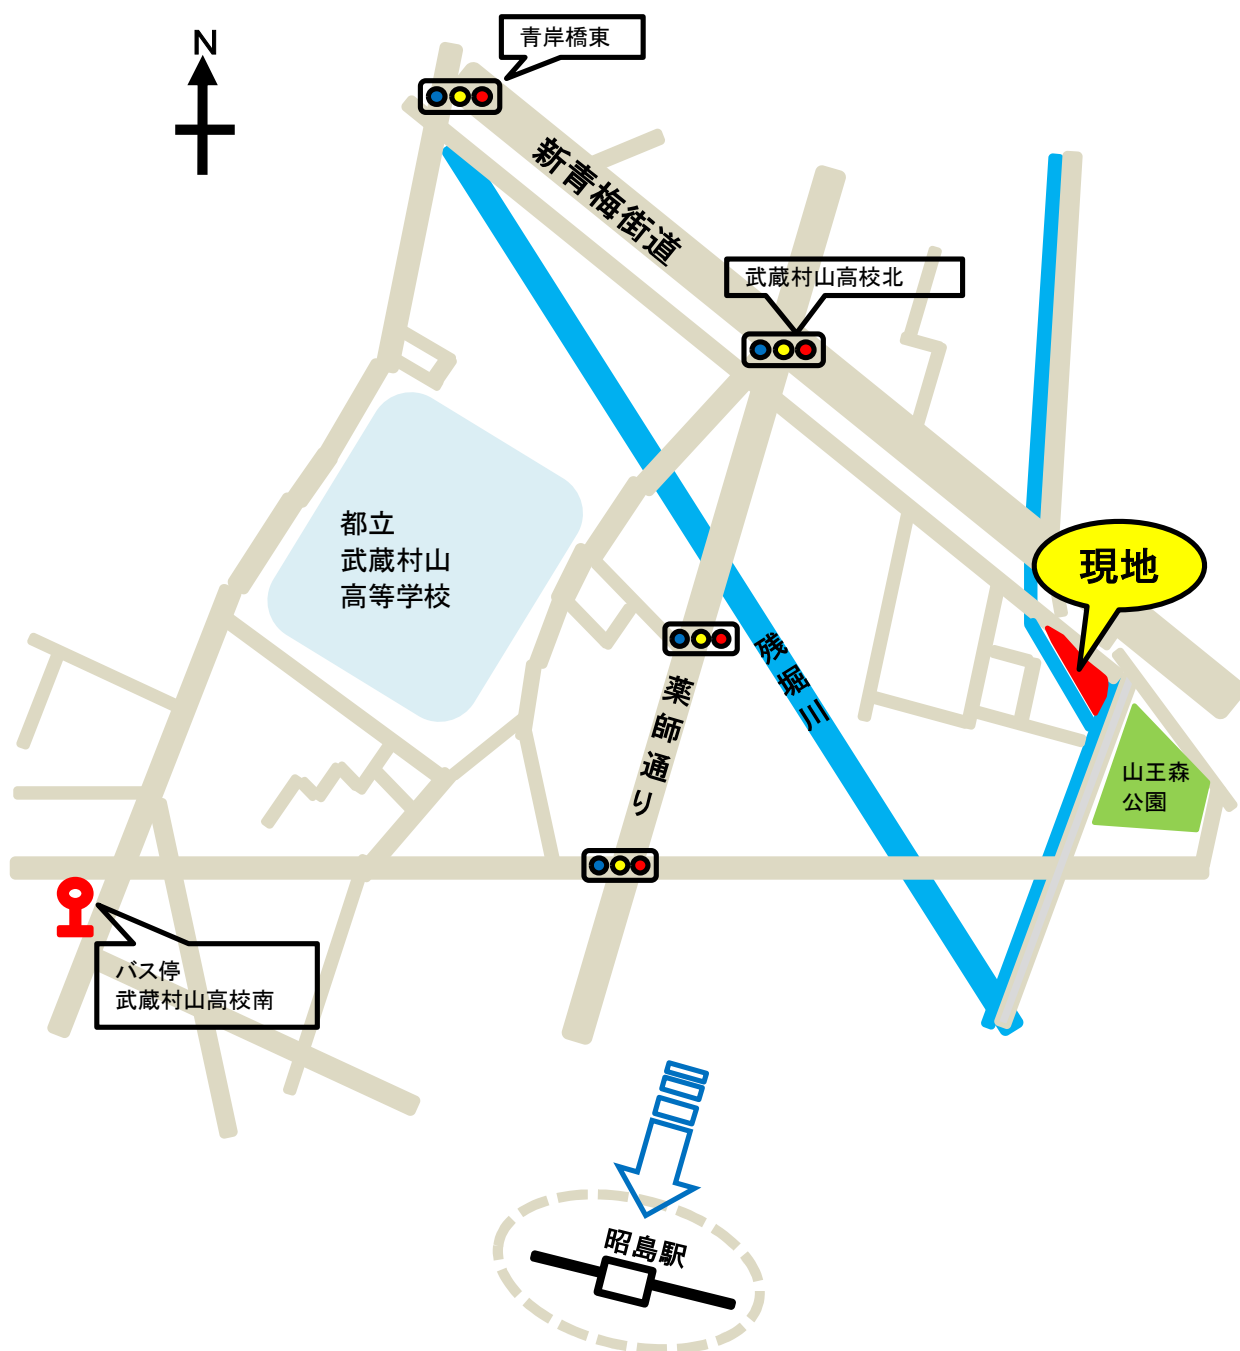 N
青岸橋東
新青梅街道
武蔵村山高校北
都立
武蔵村山
高等学校
現地
残堀川
薬師通り
山王森
公園
バス停
武蔵村山高校南
昭島駅